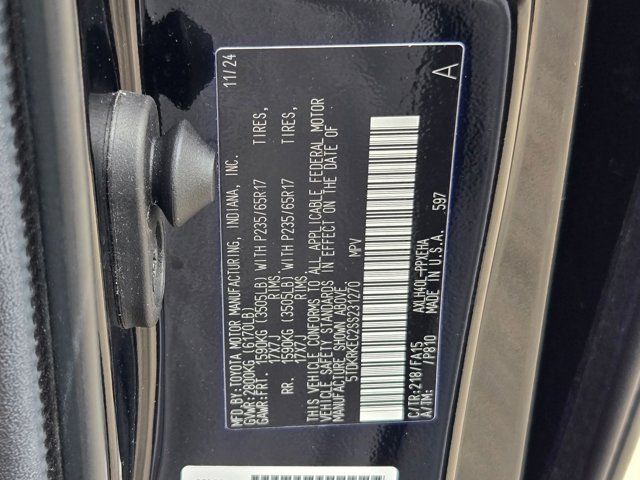 MFD.BY:TOYOTA MOTOR MANUFACTURING, INDIANA, INC. 11/24
GVWR:2800KG (6170LB)
GAWR:FRT. 1590KG (3505LB) WITH P235/65R17 TIRES,
17X7J RIMS,
RR. 1590KG (3505LB) WITH P235/65R17 TIRES,
17X7J RIMS
THIS VEHICLE CONFORMS TO ALL APPLICABLE FEDERAL MOTOR
VEHICLE SAFETY STANDARDS IN EFFECT ON THE DATE OF
MANUFACTURE SHOWN ABOVE.
5TDKRKEC2SS231270 MPV
C/TR:218/FA15 AXLH40L-PPXEHA
A/TM: /P810 MADE IN U.S.A. 597
A